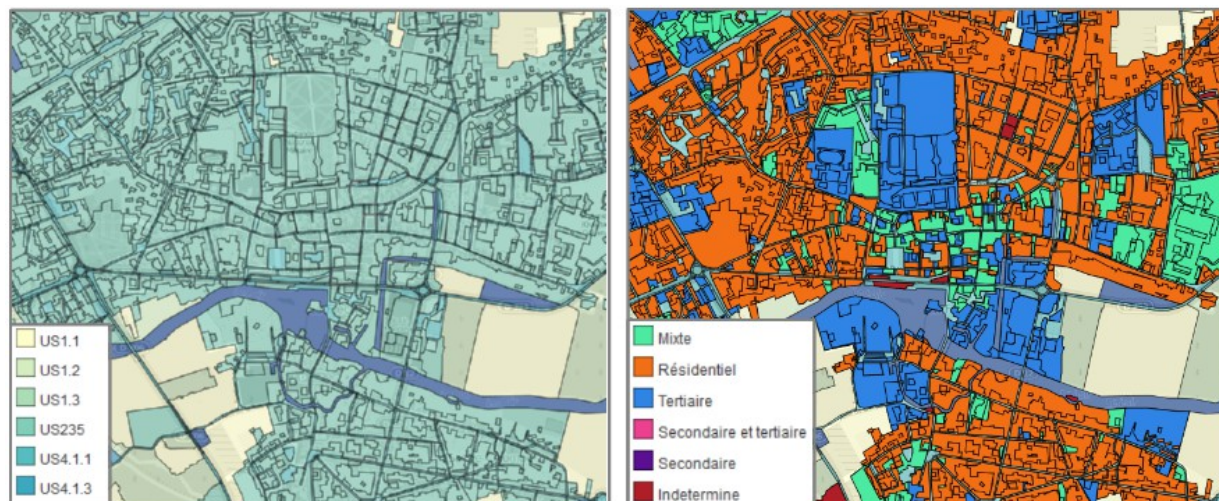 US1.1
US1.2
US1.3
US235
US4.1.1
US4.1.3
Mixte
Résidentiel
Tertiaire
Secondaire et tertiaire
Secondaire
Indetermine